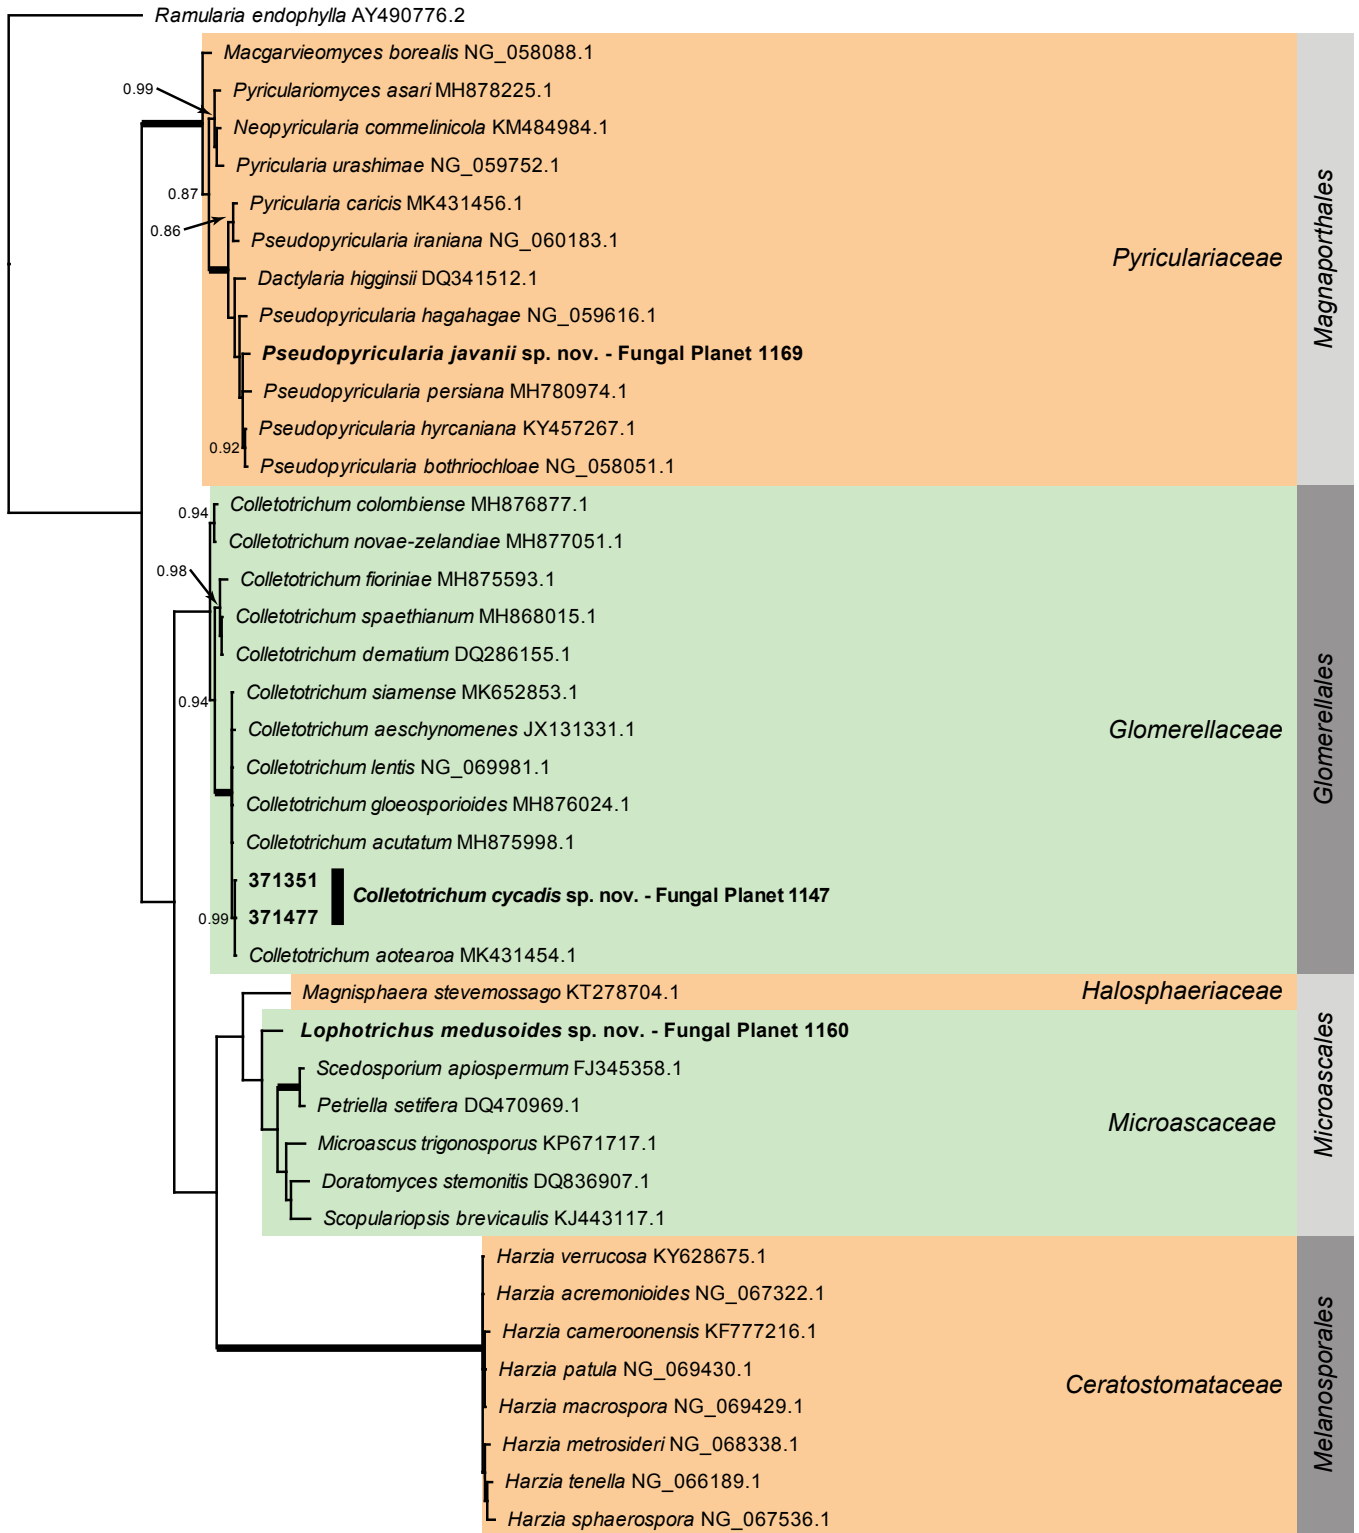 Ramularia endophylla AY490776.2
Macgarvieomyces borealis NG_058088.1
0.99
Pyriculariomyces asari MH878225.1
Neopyricularia commelinicola KM484984.1
Pyricularia urashimae NG_059752.1
0.87
Pyricularia caricis MK431456.1
0.86
Pseudopyricularia iraniana NG_060183.1
Pyriculariaceae
Magnaporthales
Dactylaria higginsii DQ341512.1
Pseudopyricularia hagahagae NG_059616.1
Pseudopyricularia javanii sp. nov. - Fungal Planet 1169
Pseudopyricularia persiana MH780974.1
Pseudopyricularia hyrcaniana KY457267.1
0.92
Pseudopyricularia bothriochloae NG_058051.1
Colletotrichum colombiense MH876877.1
0.94
Colletotrichum novae-zelandiae MH877051.1
0.98
Colletotrichum fioriniae MH875593.1
Colletotrichum spaethianum MH868015.1
Colletotrichum dematium DQ286155.1
Colletotrichum siamense MK652853.1
0.94
Colletotrichum aeschynomenes JX131331.1
Glomerellaceae
Glomerellales
Colletotrichum lentis NG_069981.1
Colletotrichum gloeosporioides MH876024.1
Colletotrichum acutatum MH875998.1
371351
Colletotrichum cycadis sp. nov. - Fungal Planet 1147
0.99
371477
Colletotrichum aotearoa MK431454.1
Magnisphaera stevemossago KT278704.1
Halosphaeriaceae
Lophotrichus medusoides sp. nov. - Fungal Planet 1160
Scedosporium apiospermum FJ345358.1
Microascales
Petriella setifera DQ470969.1
Microascaceae
Microascus trigonosporus KP671717.1
Doratomyces stemonitis DQ836907.1
Scopulariopsis brevicaulis KJ443117.1
Harzia verrucosa KY628675.1
Harzia acremonioides NG_067322.1
Harzia cameroonensis KF777216.1
Harzia patula NG_069430.1
Ceratostomataceae
Melanosporales
Harzia macrospora NG_069429.1
Harzia metrosideri NG_068338.1
Harzia tenella NG_066189.1
Harzia sphaerospora NG_067536.1